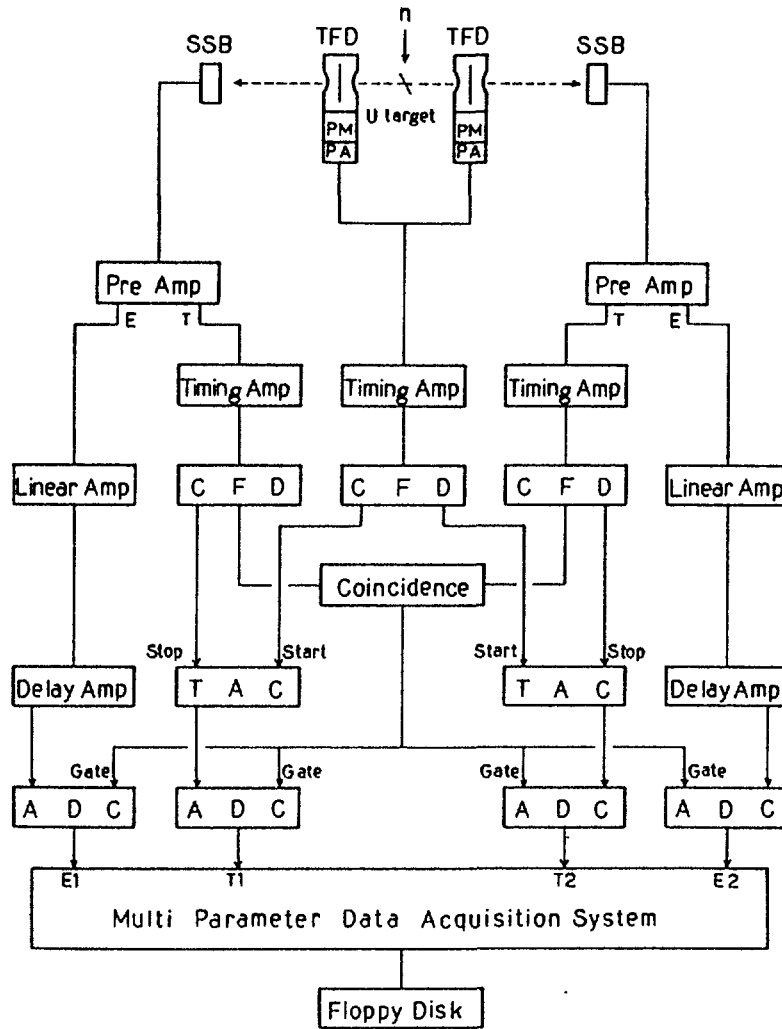 n
SSB TFD TFD SSB
U target
PM PM
PA PA
Pre Amp Pre Amp
E T T E
Timing Amp Timing Amp Timing Amp
Linear Amp C F D C F D C F D Linear Amp
Coincidence
Stop Start Start Stop
Delay Amp T A C T A C Delay Amp
Gate Gate Gate Gate
A D C A D C A D C A D C
E1 T1 T2 E2
Multi Parameter Data Acquisition System
Floppy Disk